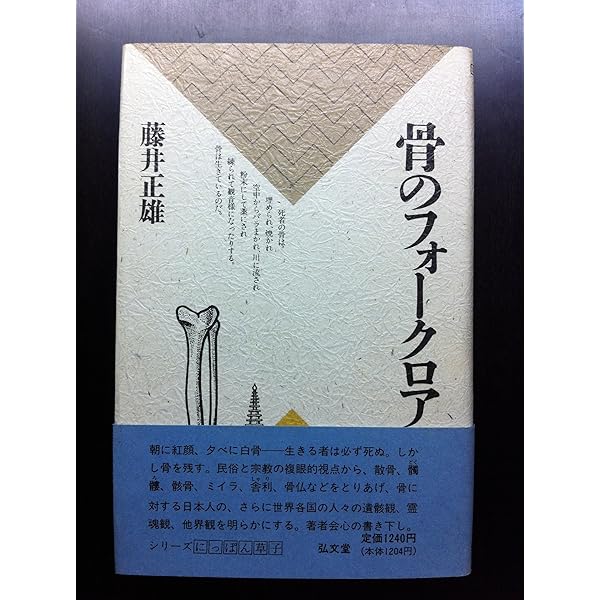 骨のフォークロア
藤井正雄
死者の骨は、
埋められ、焼かれ
空中からバラまかれ、川に流され
粉末にして薬にされ
練られて観音様になったりする。
骨は生きているのだ。
朝に紅顔、夕べに白骨——生きる者は必ず死ぬ。しか
し骨を残す。民俗と宗教の複眼的視点から、散骨、髑
髏、骸骨、ミイラ、舎利、骨仏などをとりあげ、骨に
対する日本人の、さらに世界各国の人々の遺骸観、霊
魂観、他界観を明らかにする。著者会心の書き下し。
シリーズにっぽん草子
弘文堂
定価1240円
(本体1204円)